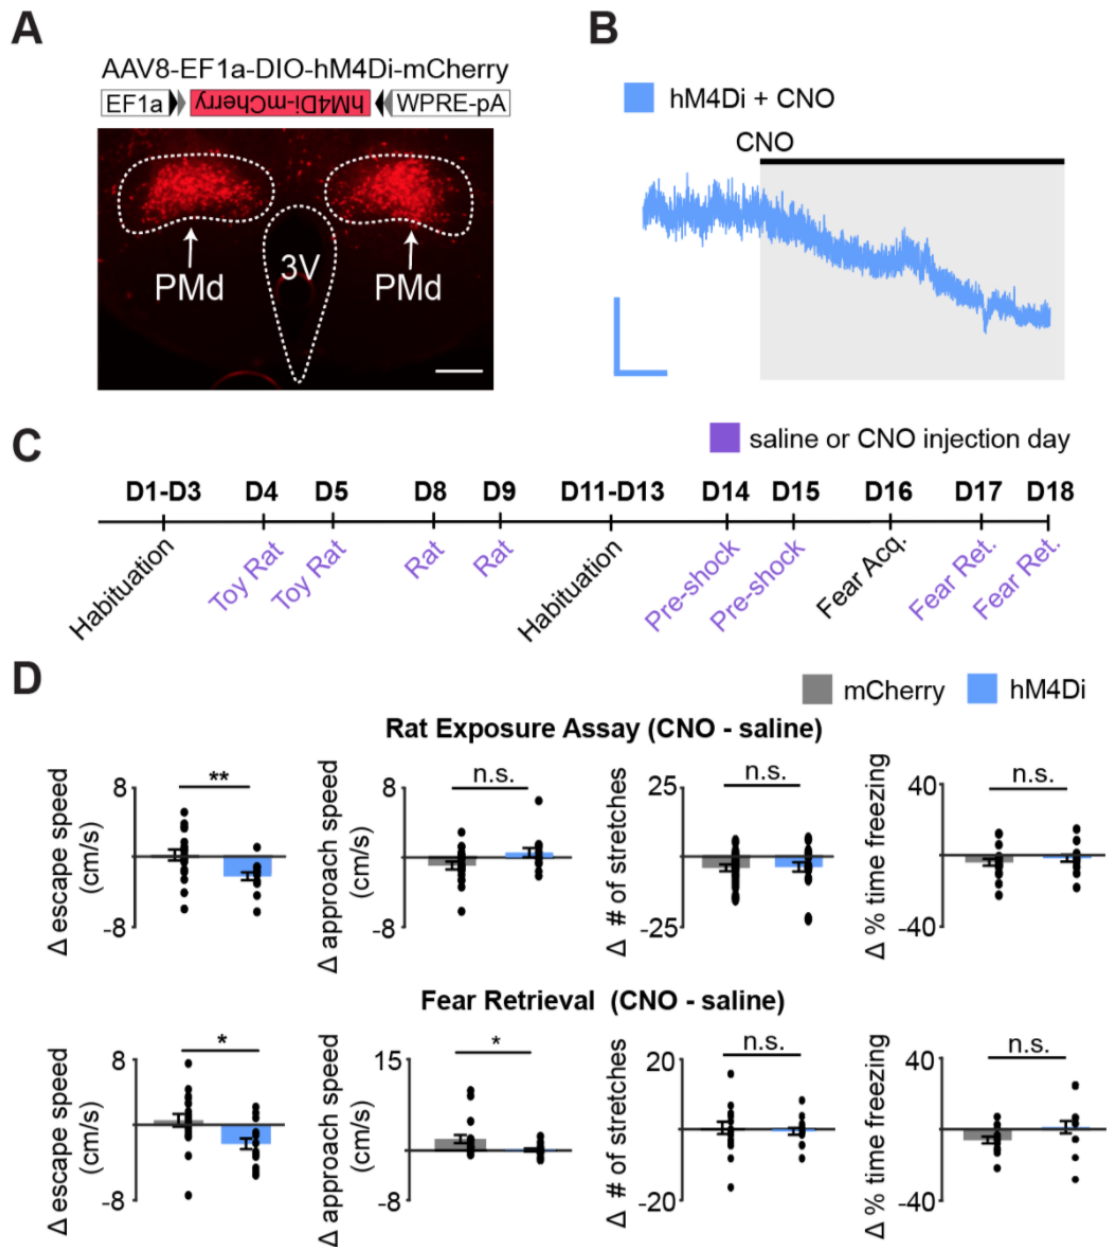 A
AAV8-EF1a-DIO-hM4Di-mCherry
EF1a hM4Di-mCherry WPRE-pA
3V
PMd PMd
B
hM4Di + CNO
CNO
C
saline or CNO injection day
D1-D3 D4 D5 D8 D9 D11-D13 D14 D15 D16 D17 D18
Habituation Toy Rat Toy Rat Rat Rat Habituation Pre-shock Pre-shock Fear Acq. Fear Ret. Fear Ret.
D
mCherry hM4Di
Rat Exposure Assay (CNO - saline)
Δ escape speed
(cm/s)
8
-8
**
Δ approach speed
(cm/s)
8
-8
n.s.
Δ # of stretches
25
-25
n.s.
Δ % time freezing
40
-40
n.s.
Fear Retrieval (CNO - saline)
Δ escape speed
(cm/s)
8
-8
*
Δ approach speed
(cm/s)
15
-8
*
Δ # of stretches
20
-20
n.s.
Δ % time freezing
40
-40
n.s.